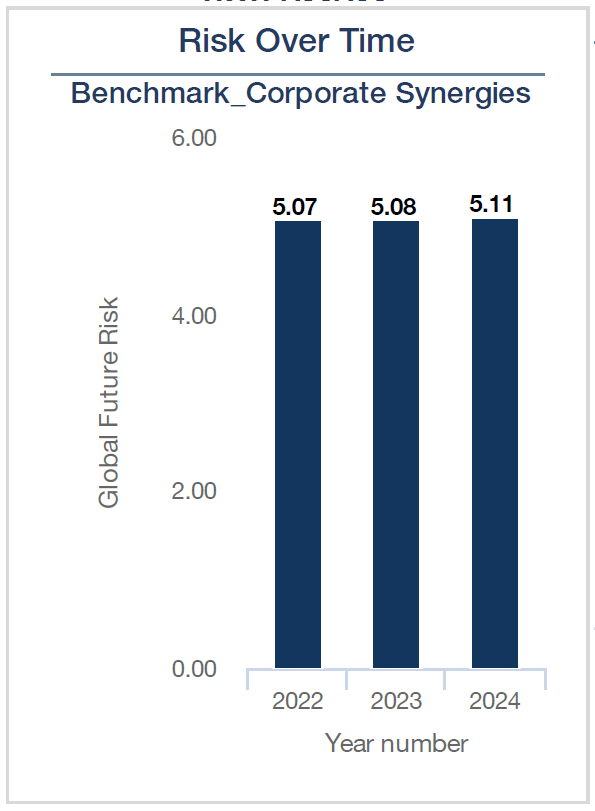 Risk Over Time
Benchmark_Corporate Synergies
6.00
5.07
5.08
5.11
4.00
Global Future Risk
2.00
0.00
2022
2023
2024
Year number